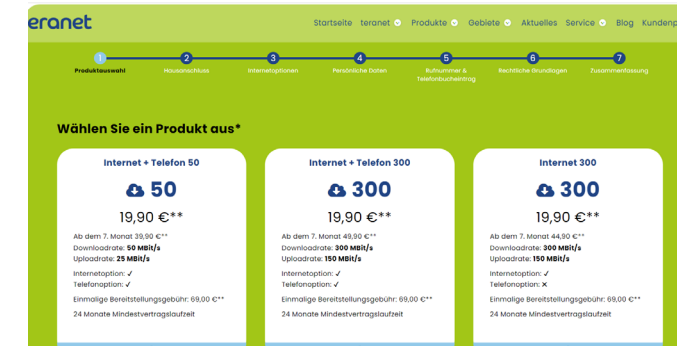 eranet
Startseite teranet Produkte Gebiete Aktuelles Service Blog Kundenp
1 2 3 4 5 6 7
Produktauswahl Hausanschluss Internetoptionen Persönliche Daten Rufnummer & Telefonbucheintrag Rechtliche Grundlagen Zusammenfassung
Wählen Sie ein Produkt aus*
Internet + Telefon 50
50
19,90 €**
Ab dem 7. Monat 39,90 €**
Downloadrate: 50 MBit/s
Uploadrate: 25 MBit/s
Internetoption: ✓
Telefonoption: ✓
Einmalige Bereitstellungsgebühr: 69,00 €**
24 Monate Mindestvertragslaufzeit
Internet + Telefon 300
300
19,90 €**
Ab dem 7. Monat 49,90 €**
Downloadrate: 300 MBit/s
Uploadrate: 150 MBit/s
Internetoption: ✓
Telefonoption: ✓
Einmalige Bereitstellungsgebühr: 69,00 €**
24 Monate Mindestvertragslaufzeit
Internet 300
300
19,90 €**
Ab dem 7. Monat 44,90 €**
Downloadrate: 300 MBit/s
Uploadrate: 150 MBit/s
Internetoption: ✓
Telefonoption: ✕
Einmalige Bereitstellungsgebühr: 69,00 €**
24 Monate Mindestvertragslaufzeit